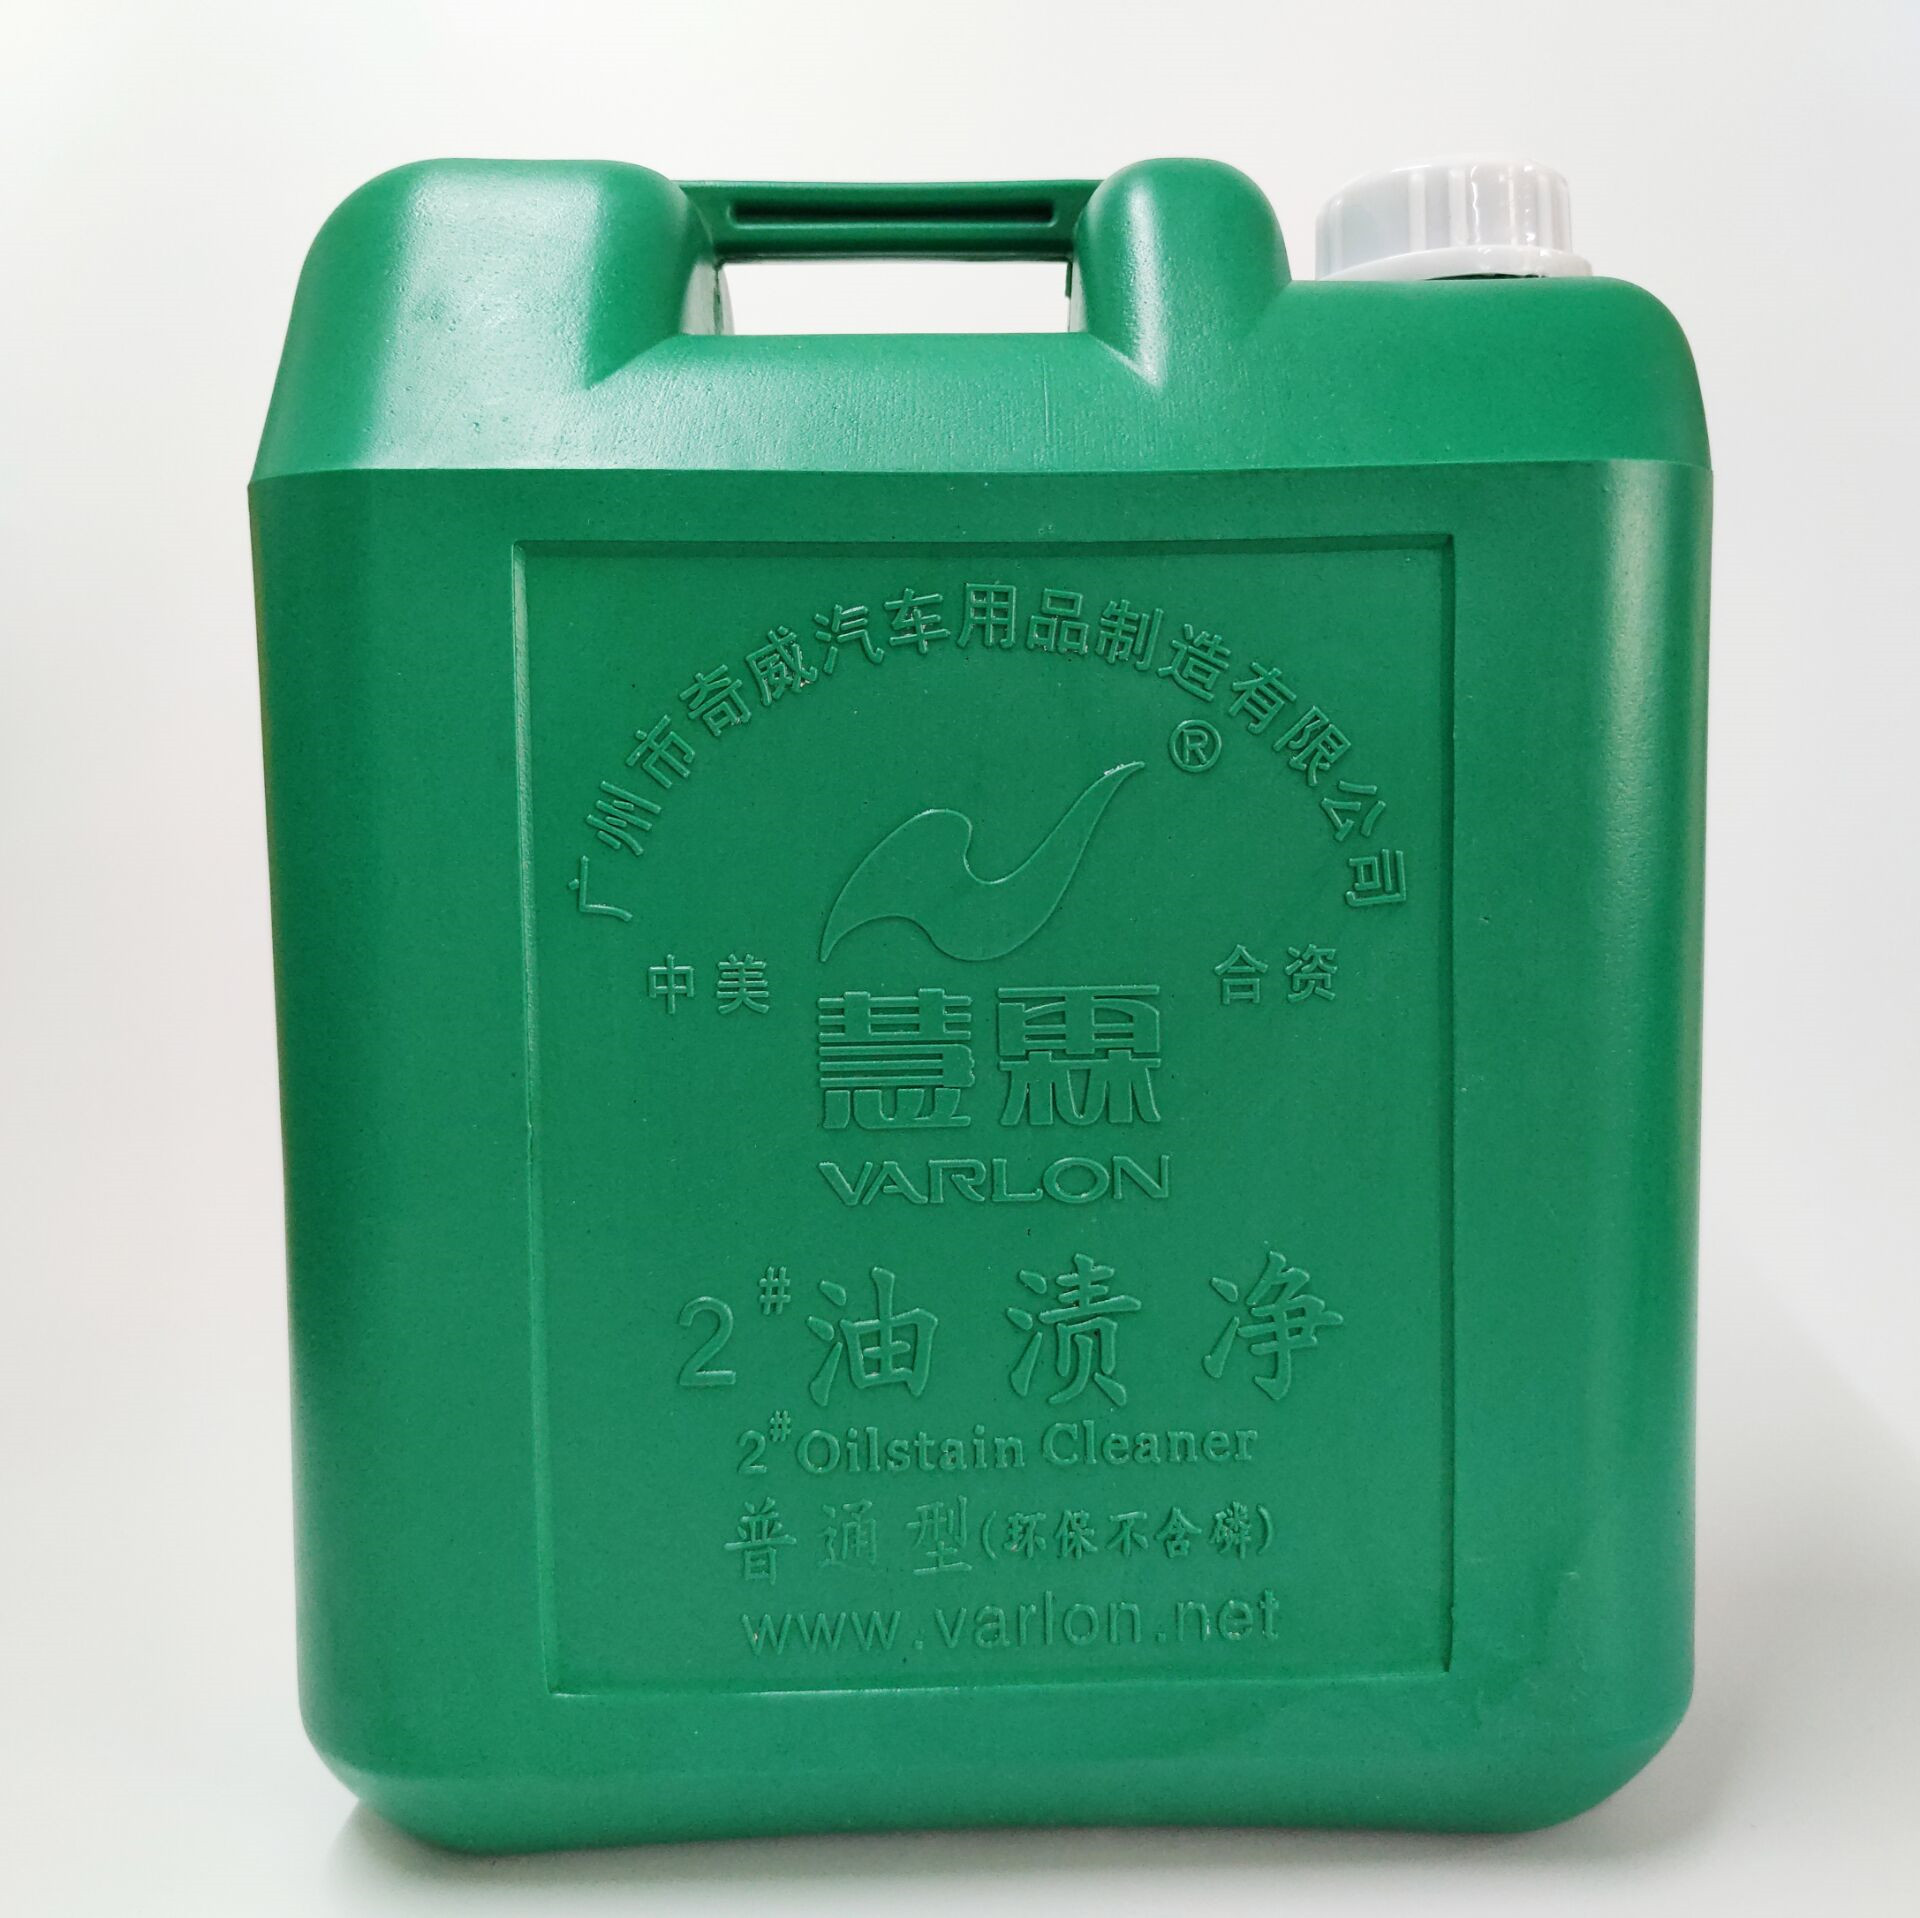 广州市奇威汽车用品制造有限公司
®
中美 合资
慧霖
VARLON
2#油渍净
2#Oilstain Cleaner
普通型(环保不含磷)
www.varlon.net